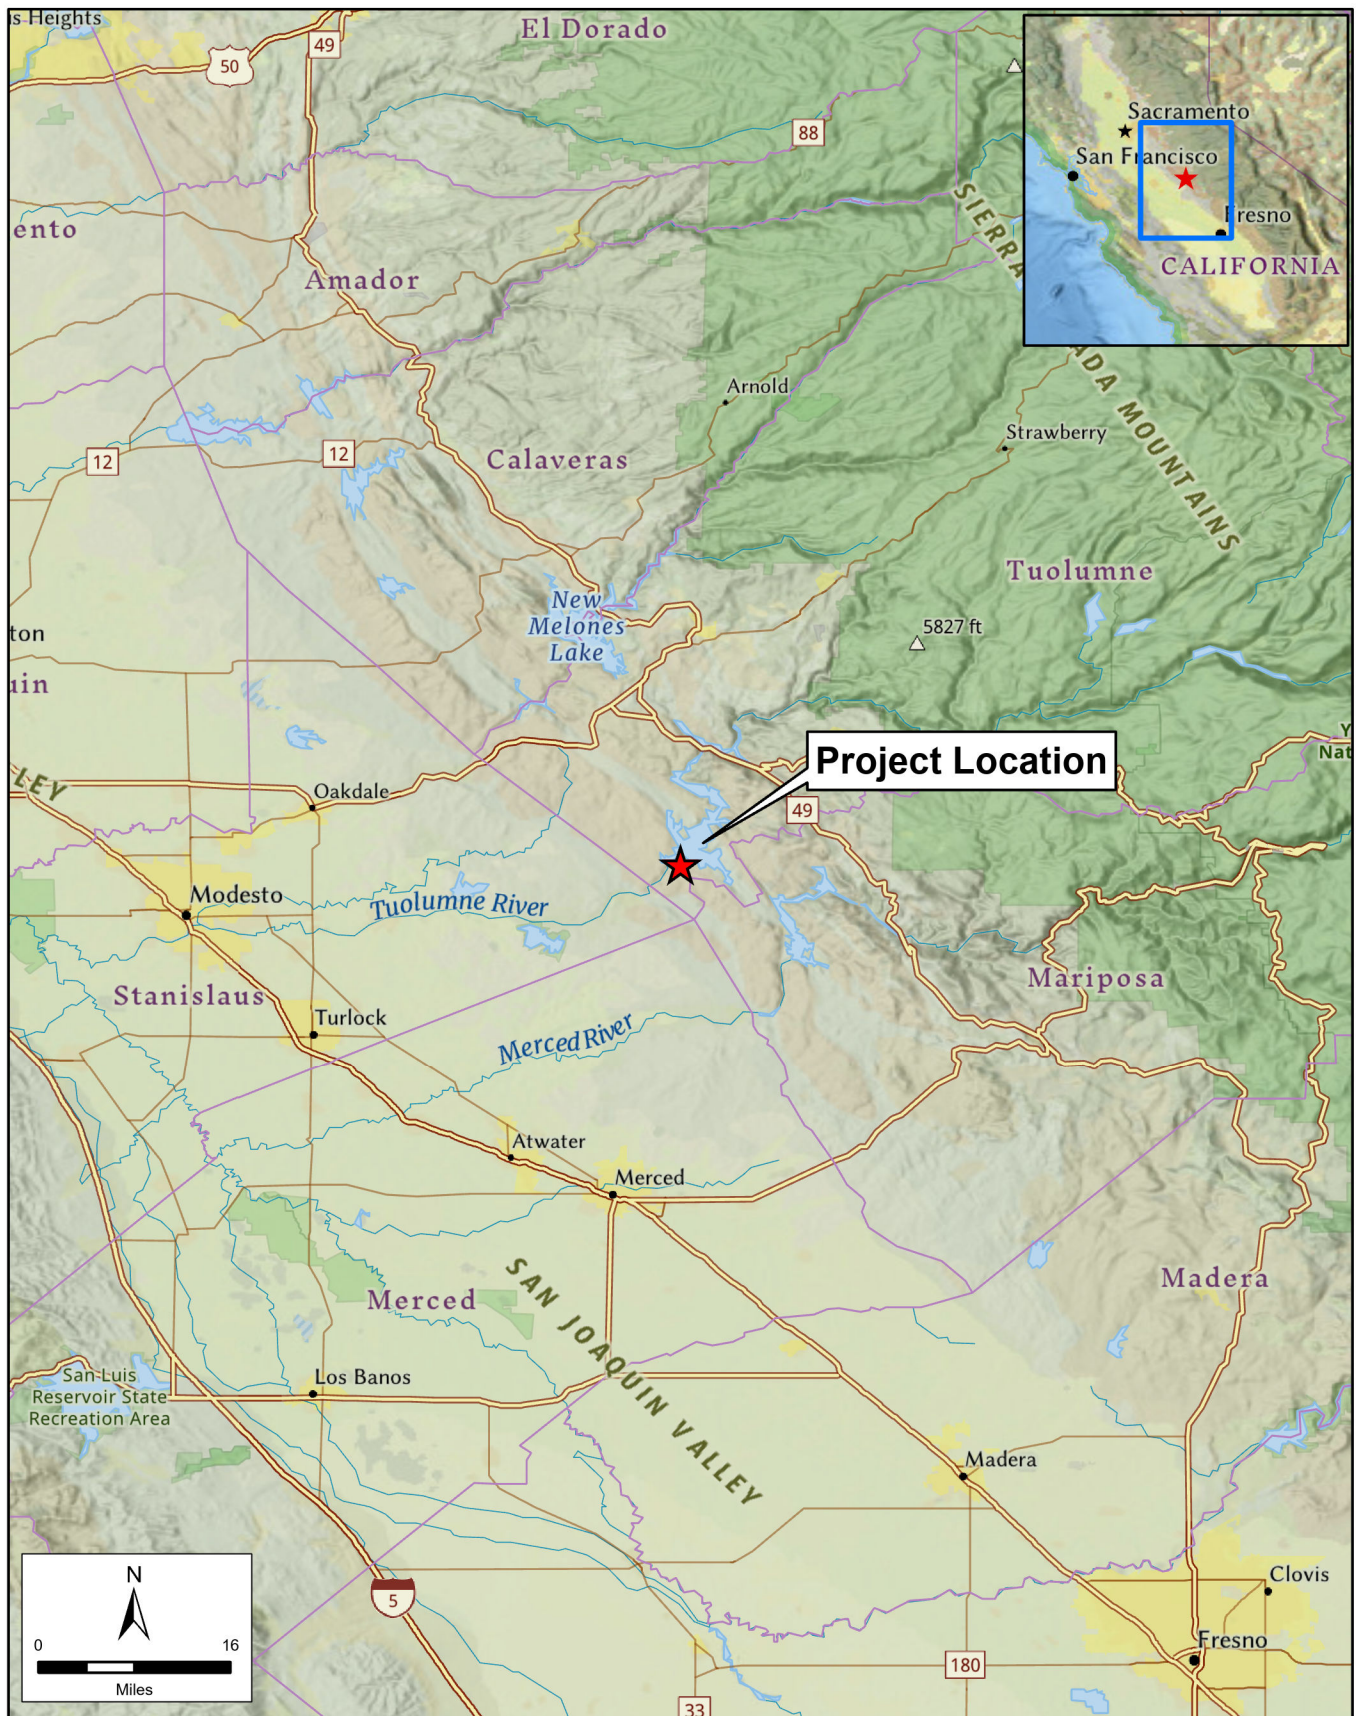 is Heights
50
49
El Dorado
88
Sacramento
San Francisco
Fresno
CALIFORNIA
ento
Amador
SIERRA
ADA MOUNTAINS
Arnold
Strawberry
12
12
Calaveras
Tuolumne
New
Melones
Lake
5827 ft
ton
uin
Y
Nat
Project Location
LEY
Oakdale
49
Modesto
Tuolumne River
Stanislaus
Mariposa
Turlock
Merced River
Atwater
Merced
SAN JOAQUIN VALLEY
Merced
Madera
San Luis
Reservoir State
Recreation Area
Los Banos
Madera
N
0 16
Miles
5
Clovis
Fresno
180
33